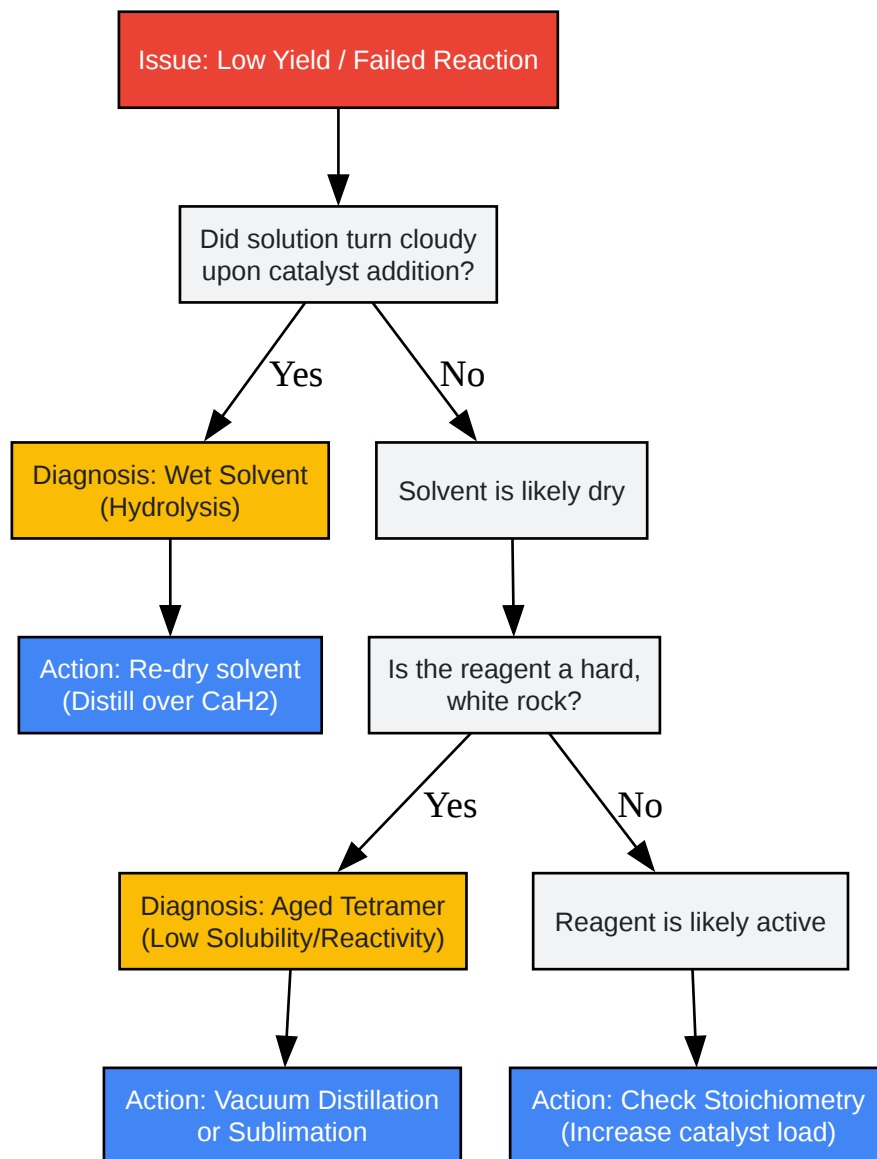 Issue: Low Yield / Failed Reaction
Did solution turn cloudy
upon catalyst addition?
Yes
No
Diagnosis: Wet Solvent
(Hydrolysis)
Solvent is likely dry
Action: Re-dry solvent
(Distill over CaH2)
Is the reagent a hard,
white rock?
Yes
No
Diagnosis: Aged Tetramer
(Low Solubility/Reactivity)
Reagent is likely active
Action: Vacuum Distillation
or Sublimation
Action: Check Stoichiometry
(Increase catalyst load)